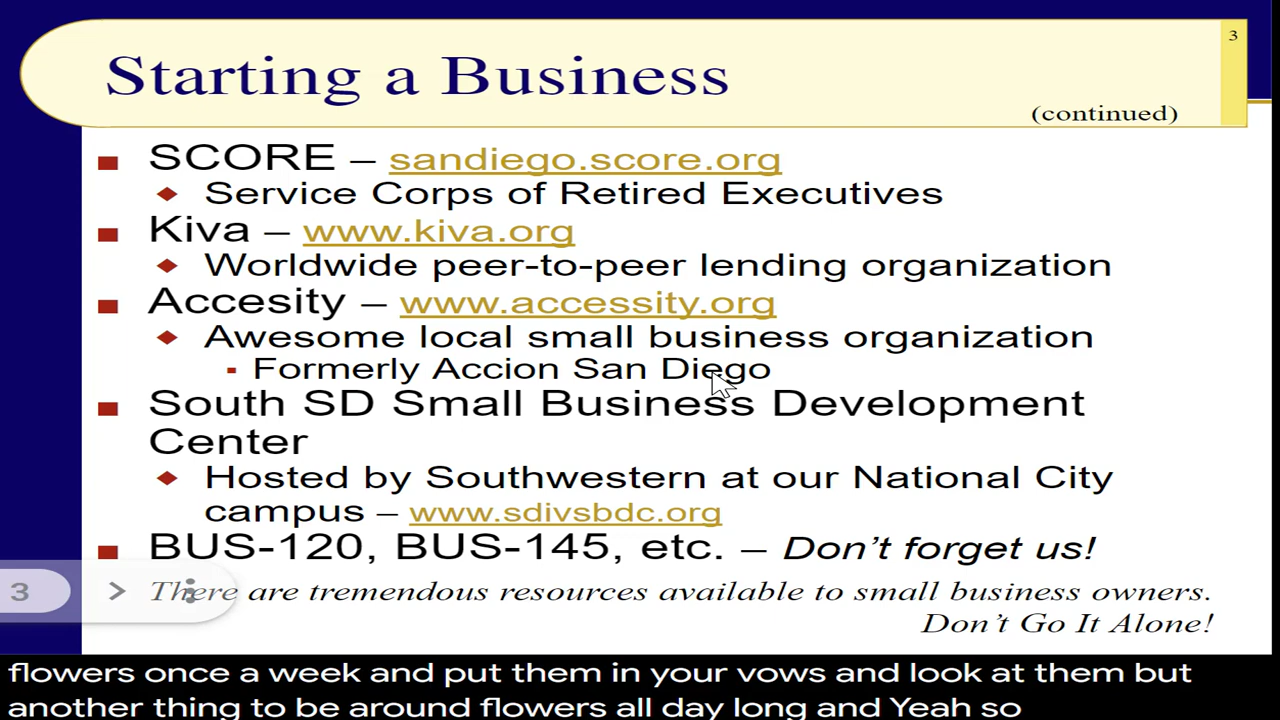 3
Starting a Business
(continued)
SCORE – sandiego.score.org
Service Corps of Retired Executives
Kiva – www.kiva.org
Worldwide peer-to-peer lending organization
Accesity – www.accessity.org
Awesome local small business organization
Formerly Accion San Diego
South SD Small Business Development
Center
Hosted by Southwestern at our National City
campus – www.sdivsbdc.org
BUS-120, BUS-145, etc. – Don't forget us!
3
There are tremendous resources available to small business owners.
Don't Go It Alone!
flowers once a week and put them in your vows and look at them but
another thing to be around flowers all day long and Yeah so